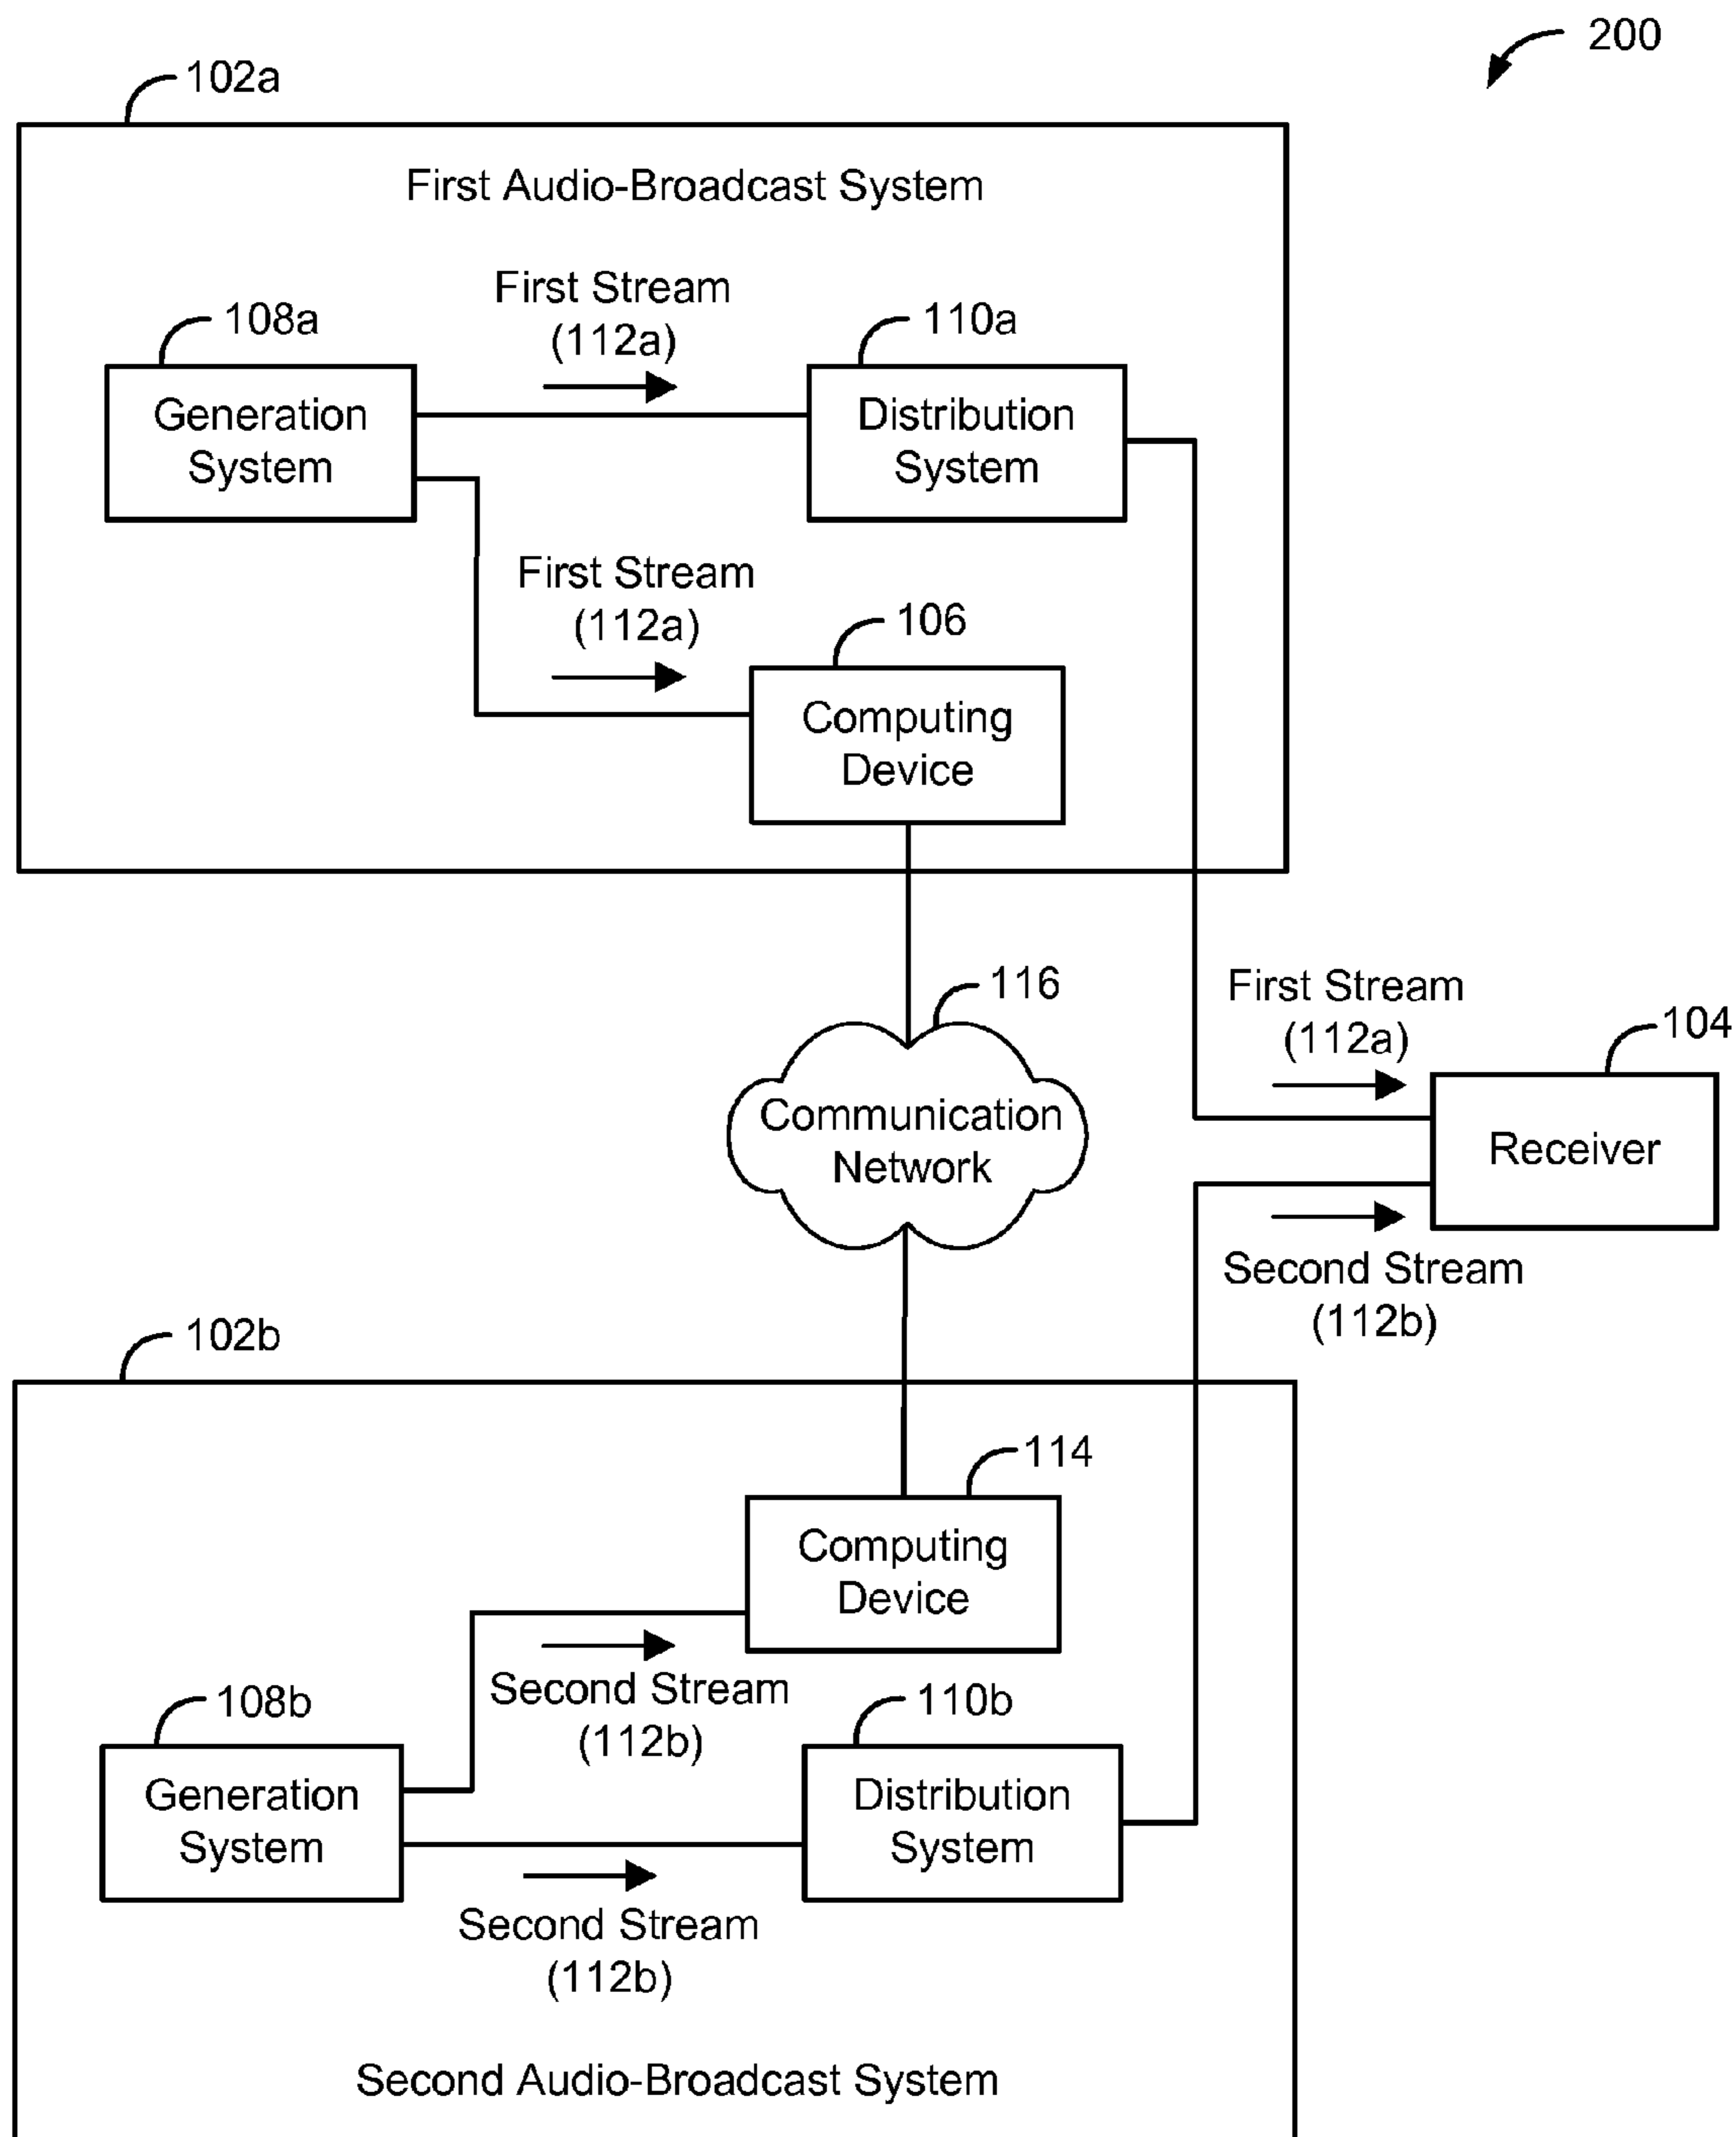 200
102a
First Audio-Broadcast System
First Stream
(112a)
108a
110a
Generation
System
Distribution
System
First Stream
(112a)
106
Computing
Device
116
Communication
Network
First Stream
(112a)
104
Receiver
Second Stream
(112b)
102b
114
Computing
Device
Second Stream
(112b)
108b
110b
Generation
System
Distribution
System
Second Stream
(112b)
Second Audio-Broadcast System